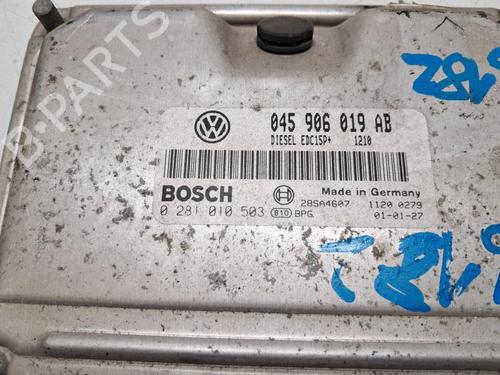 B-PARTS
045 906 019 AB
DIESEL EDC15P+ 1210
BOSCH
Made in Germany
28SA4607 1120 0279
0 281 010 503 810 BPG 01-01-27